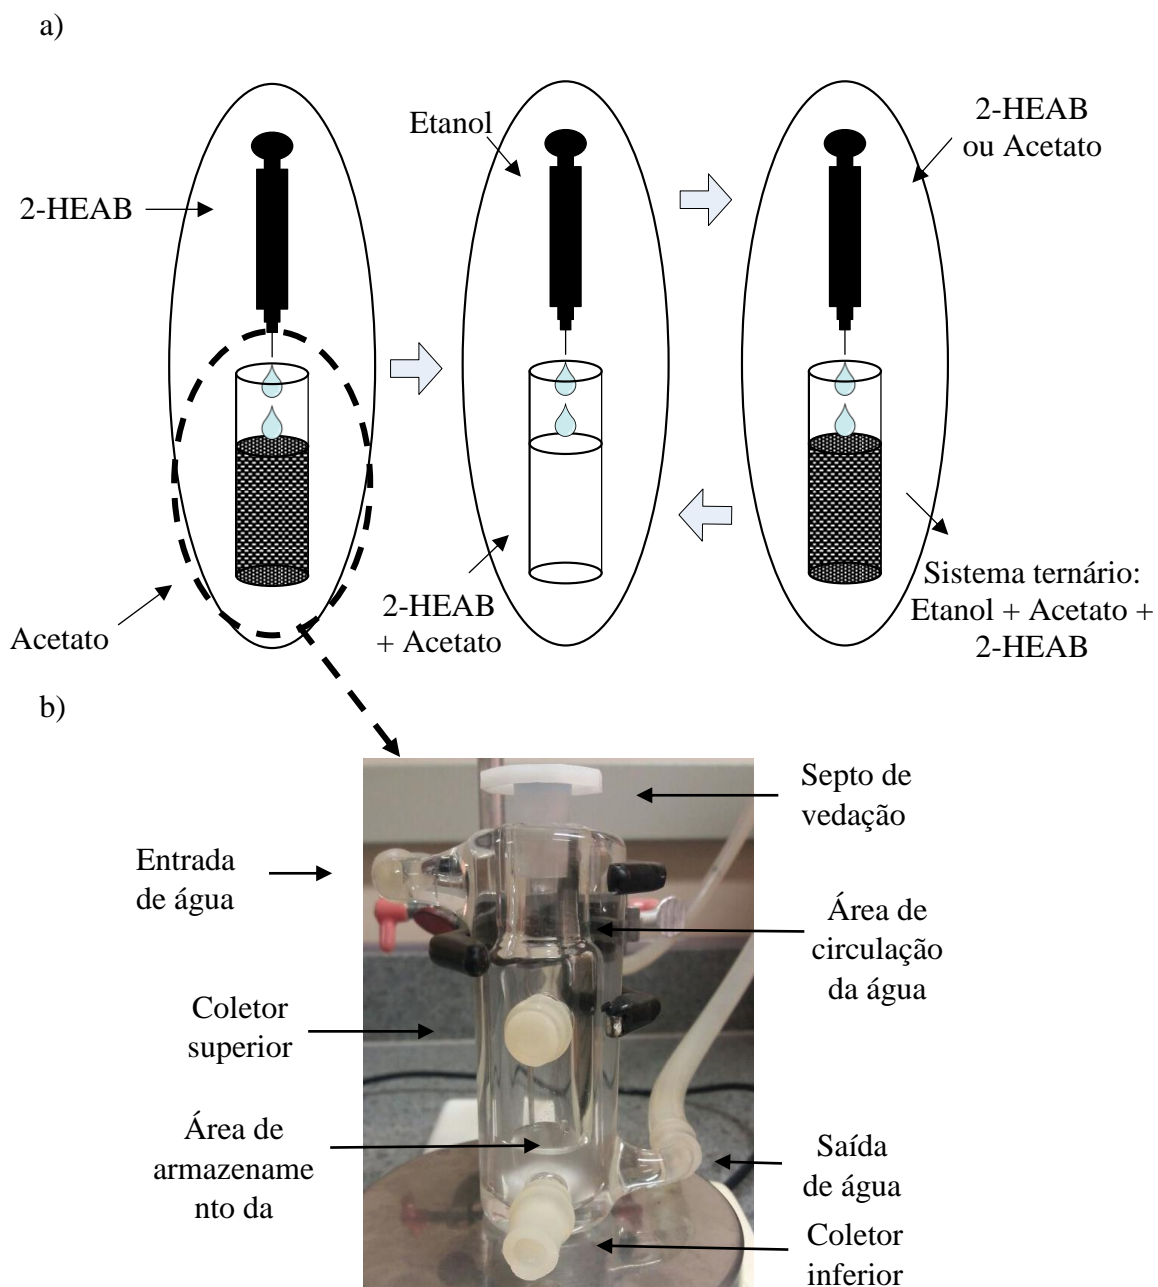 a)
2-HEAB
Etanol
2-HEAB
ou Acetato
Acetato
2-HEAB
+ Acetato
Sistema ternário:
Etanol + Acetato +
2-HEAB
b)
Septo de
vedação
Entrada
de água
Área de
circulação
da água
Coletor
superior
Área de
armazename
nto da
Saída
de água
Coletor
inferior